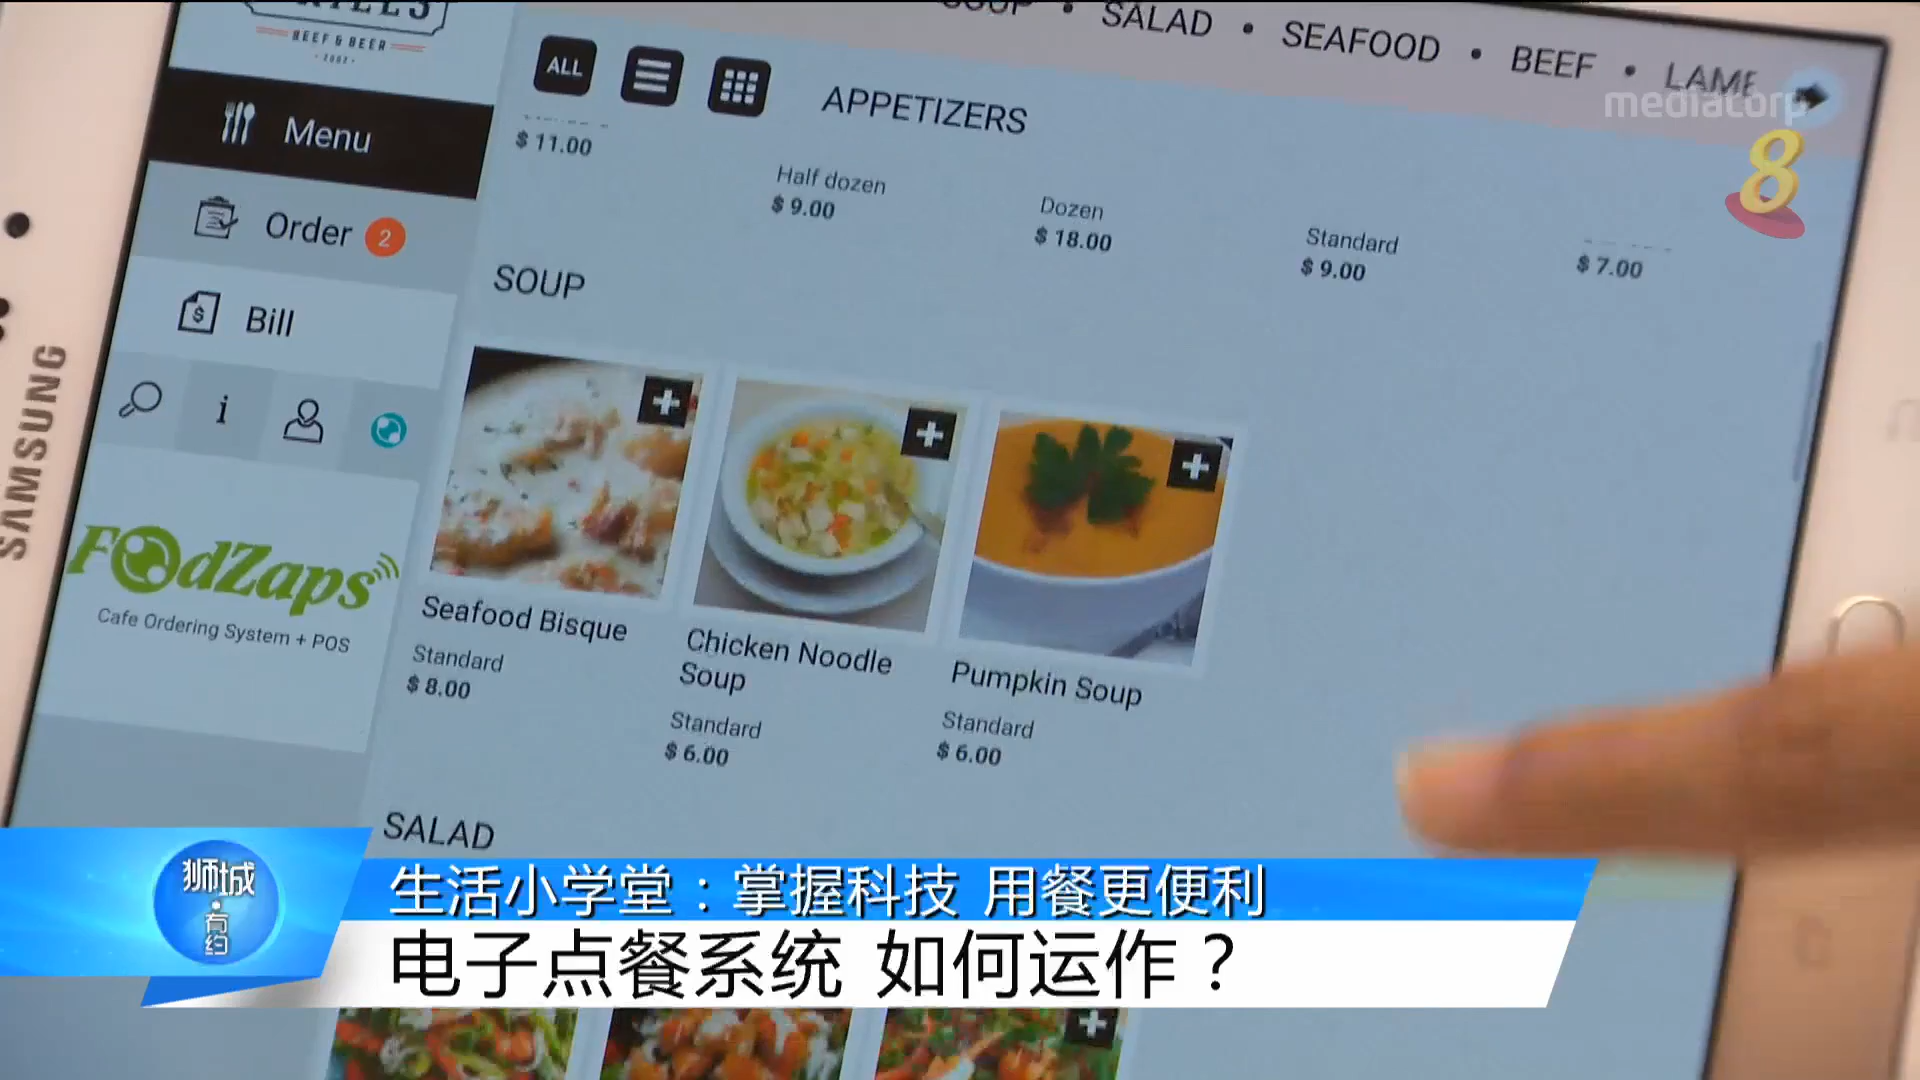 BEEF & BEER
SOUP • SALAD • SEAFOOD • BEEF •
mediacorp
8
ALL
APPETIZERS
Menu
Order 2
Bill
i
$ 11.00
Half dozen
$ 9.00
Dozen
$ 18.00
Standard
$ 9.00
$ 7.00
SOUP
Seafood Bisque
Standard
$ 8.00
Chicken Noodle
Soup
Standard
$ 6.00
Pumpkin Soup
Standard
$ 6.00
SALAD
SAMSUNG
FoodZaps
Cafe Ordering System + POS
狮城
有约
生活小学堂：掌握科技 用餐更便利
电子点餐系统 如何运作？